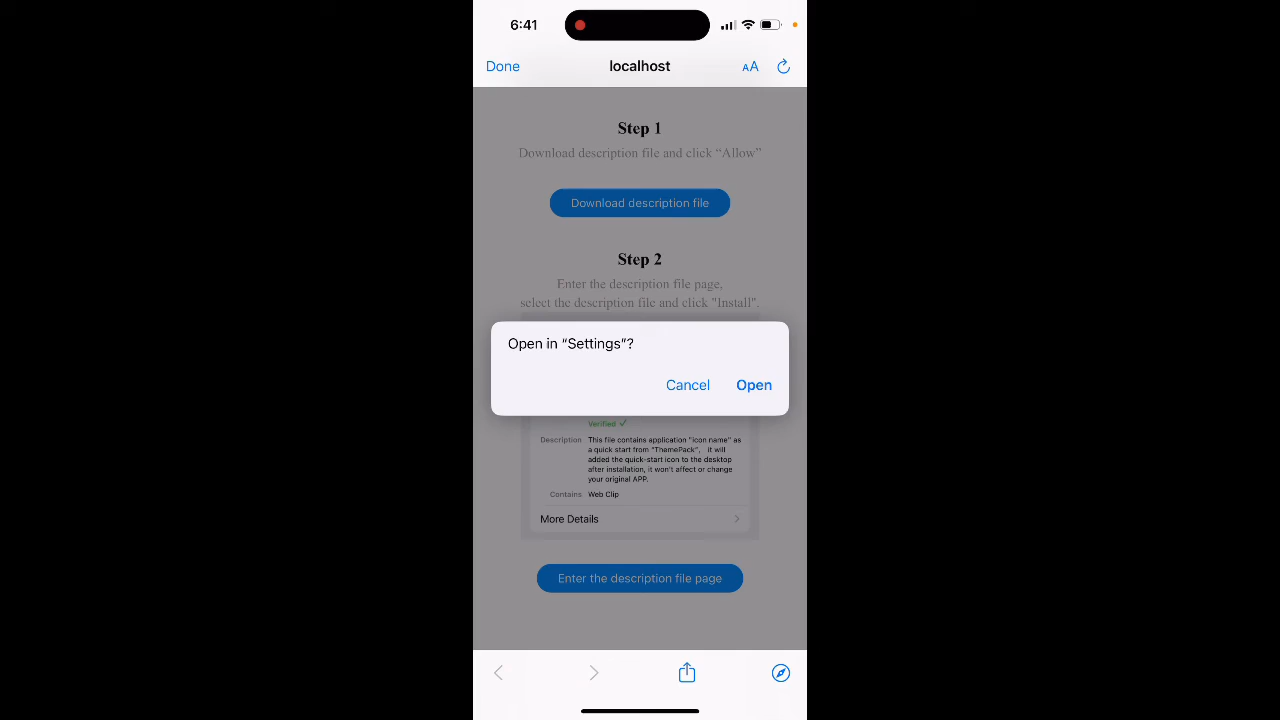 6:41
Done
localhost
AA
Step 1
Download description file and click “Allow”
Download description file
Step 2
Enter the description file page,
select the description file and click "Install".
Open in “Settings”?
Cancel
Open
Verified ✓
Description This file contains application "icon name" as
a quick start from "ThemePack", it will
added the quick-start icon to the desktop
after installation, it won't affect or change
your original APP.
Contains Web Clip
More Details
Enter the description file page